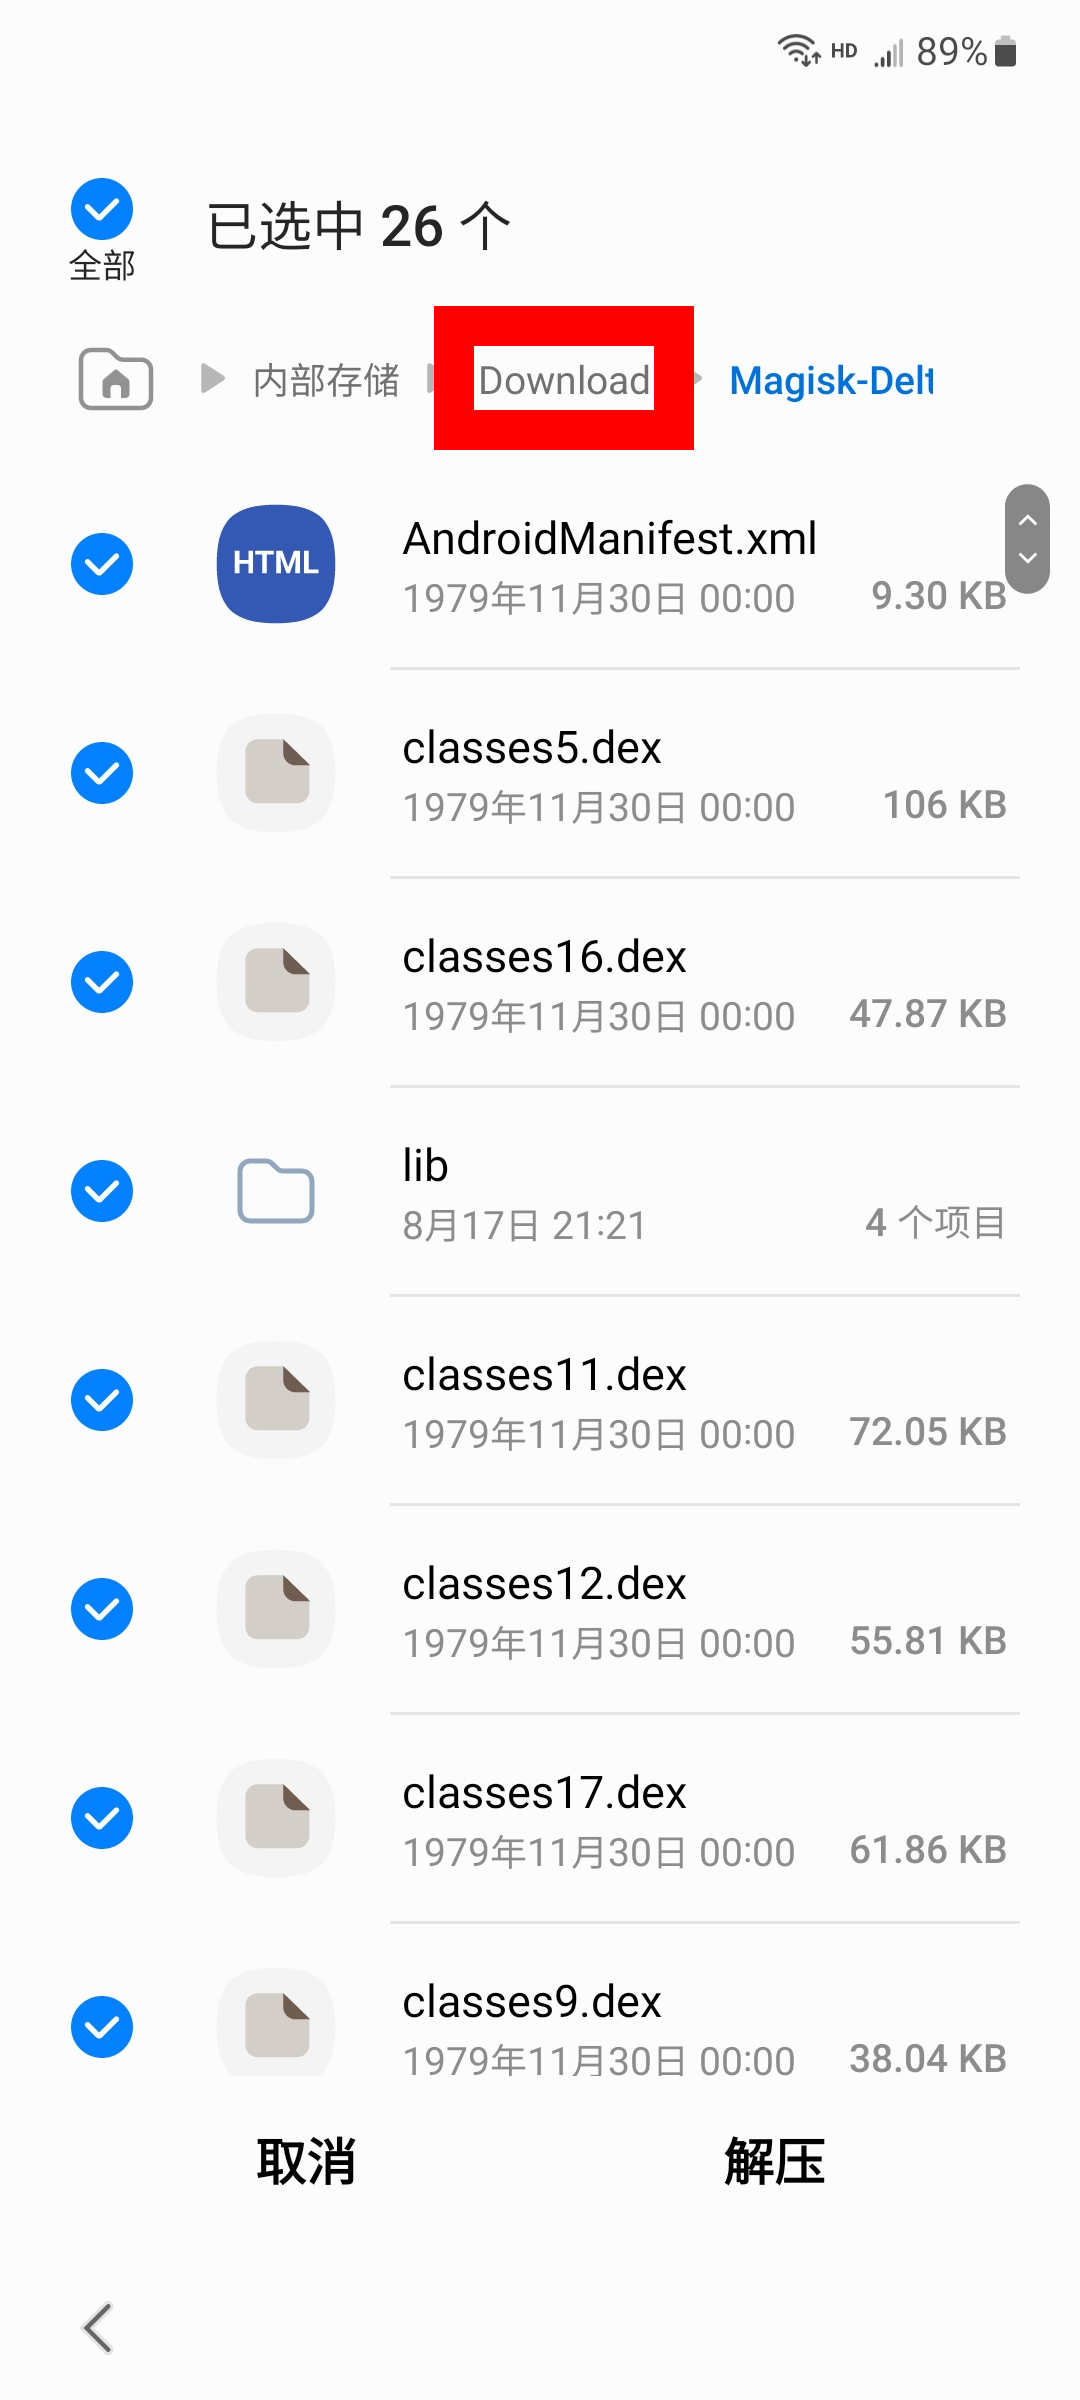 HD 89%
已选中 26 个
全部
内部存储 Download Magisk-Delt
HTML
AndroidManifest.xml
1979年11月30日 00:00 9.30 KB
classes5.dex
1979年11月30日 00:00 106 KB
classes16.dex
1979年11月30日 00:00 47.87 KB
lib
8月17日 21:21 4 个项目
classes11.dex
1979年11月30日 00:00 72.05 KB
classes12.dex
1979年11月30日 00:00 55.81 KB
classes17.dex
1979年11月30日 00:00 61.86 KB
classes9.dex
1979年11月30日 00:00 38.04 KB
取消 解压